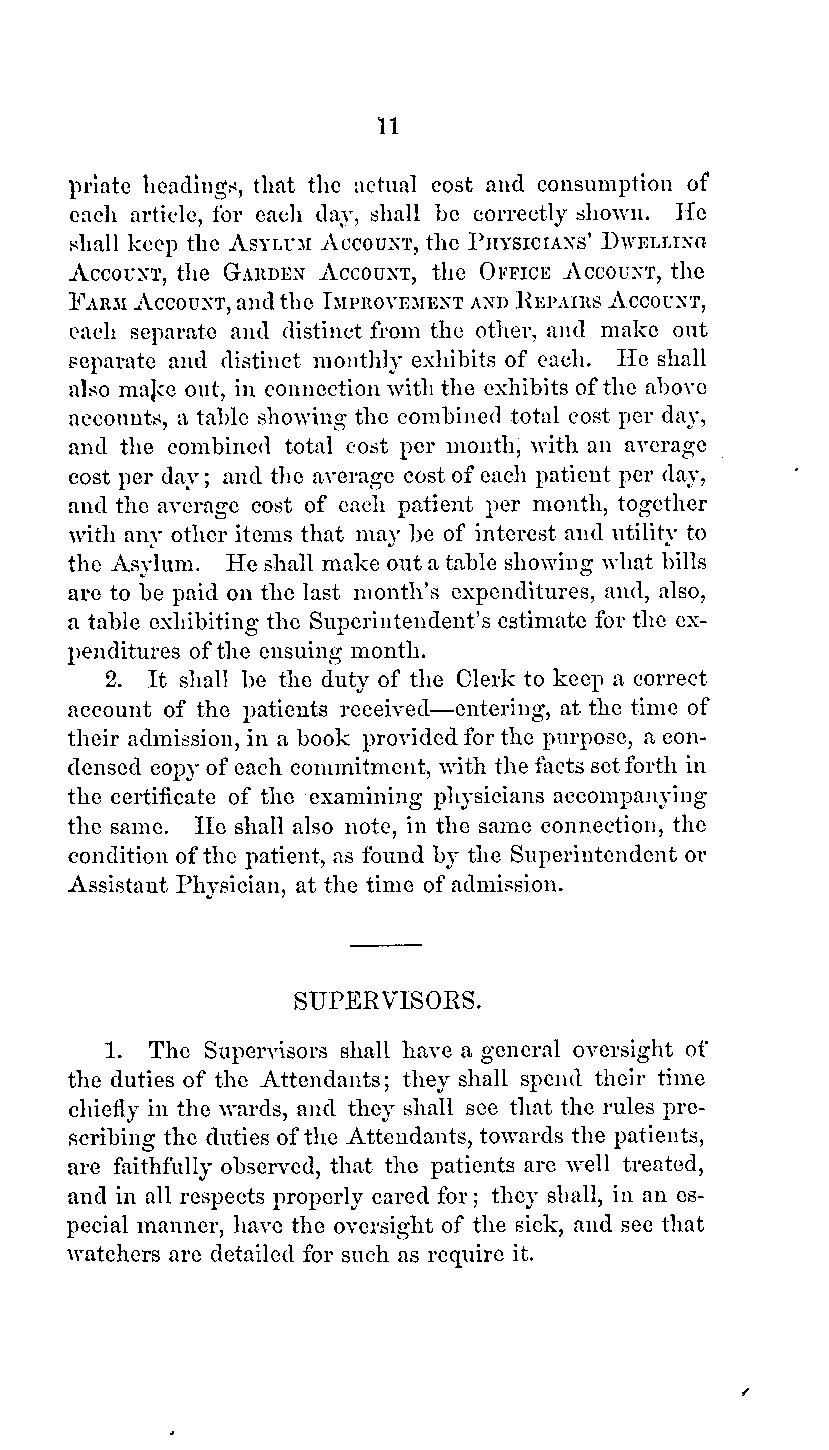 11
priate headings, that the actual cost and consumption of
each article, for each day, shall be correctly shown. He
shall keep the ASYLUM ACCOUNT, the PHYSICIANS' DWELLING
ACCOUNT, the GARDEN ACCOUNT, the OFFICE ACCOUNT, the
FARM ACCOUNT, and the IMPROVEMENT AND REPAIRS ACCOUNT,
each separate and distinct from the other, and make out
separate and distinct monthly exhibits of each. He shall
also make out, in connection with the exhibits of the above
accounts, a table showing the combined total cost per day,
and the combined total cost per month, with an average
cost per day; and the average cost of each patient per day,
and the average cost of each patient per month, together
with any other items that may be of interest and utility to
the Asylum. He shall make out a table showing what bills
are to be paid on the last month's expenditures, and, also,
a table exhibiting the Superintendent's estimate for the ex-
penditures of the ensuing month.
2. It shall be the duty of the Clerk to keep a correct
account of the patients received—entering, at the time of
their admission, in a book provided for the purpose, a con-
densed copy of each commitment, with the facts set forth in
the certificate of the examining physicians accompanying
the same. He shall also note, in the same connection, the
condition of the patient, as found by the Superintendent or
Assistant Physician, at the time of admission.
SUPERVISORS.
1. The Supervisors shall have a general oversight of
the duties of the Attendants; they shall spend their time
chiefly in the wards, and they shall see that the rules pre-
scribing the duties of the Attendants, towards the patients,
are faithfully observed, that the patients are well treated,
and in all respects properly cared for; they shall, in an es-
pecial manner, have the oversight of the sick, and see that
watchers are detailed for such as require it.